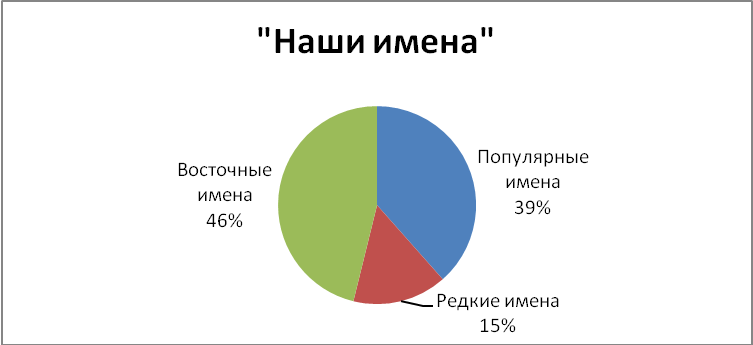 "Наши имена"
Популярные
имена
39%
Восточные
имена
46%
Редкие имена
15%